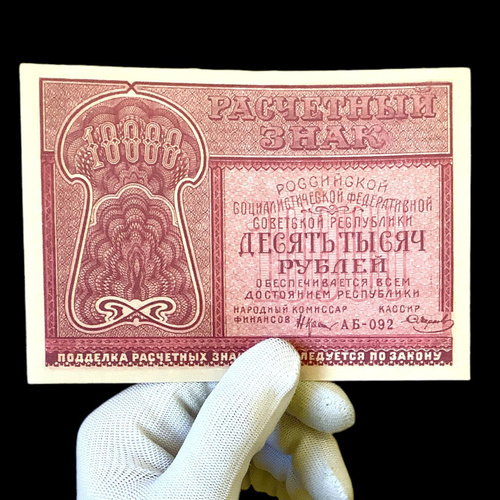 10000
РАСЧЕТНЫЙ
ЗНАК
РОССИЙСКОЙ
СОЦИАЛИСТИЧЕСКОЙ ФЕДЕРАТИВНОЙ
СОВЕТСКОЙ РЕСПУБЛИКИ
ДЕСЯТЬ ТЫСЯЧ
РУБЛЕЙ
ОБЕСПЕЧИВАЕТСЯ ВСЕМ
ДОСТОЯНИЕМ РЕСПУБЛИКИ
НАРОДНЫЙ КОМИССАР КАССИР
ФИНАНСОВ АБ-092
ПОДДЕЛКА РАСЧЕТНЫХ ЗНА ЛЕДУЕТСЯ ПО ЗАКОНУ